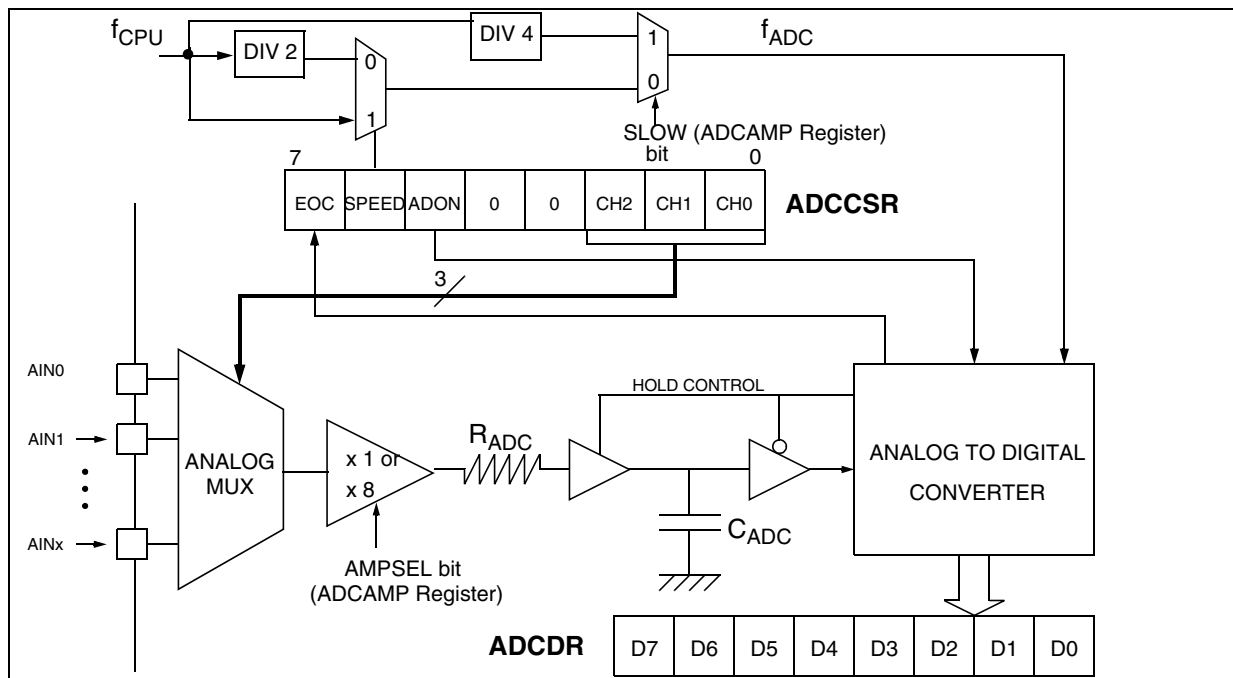 fCPU
DIV 2
DIV 4
fADC
0
1
1
0
SLOW (ADCAMP Register)
bit
7
0
EOC SPEED ADON 0 0 CH2 CH1 CH0
ADCCSR
3
AIN0
AIN1
AINx
ANALOG
MUX
x 1 or
x 8
AMPSEL bit
(ADCAMP Register)
RADC
HOLD CONTROL
CADC
ANALOG TO DIGITAL
CONVERTER
ADCDR
D7 D6 D5 D4 D3 D2 D1 D0